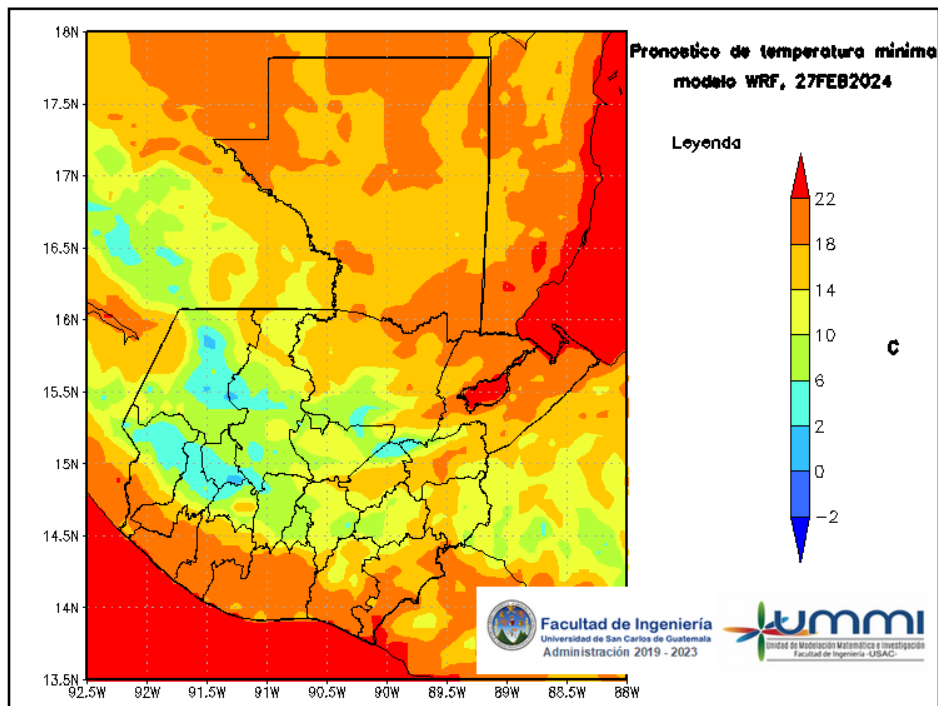 Pronostico de temperatura minima
modelo WRF, 27FEB2024
Leyenda
22
18
14
10
6
2
0
−2
C
18N
17.5N
17N
16.5N
16N
15.5N
15N
14.5N
14N
13.5N
92.5W 92W 91.5W 91W 90.5W 90W 89.5W 89W 88.5W 88W
Facultad de Ingeniería
Universidad de San Carlos de Guatemala
Administración 2019 - 2023
UMMI
Unidad de Modelación Matemática e Investigación
Facultad de Ingeniería -USAC-